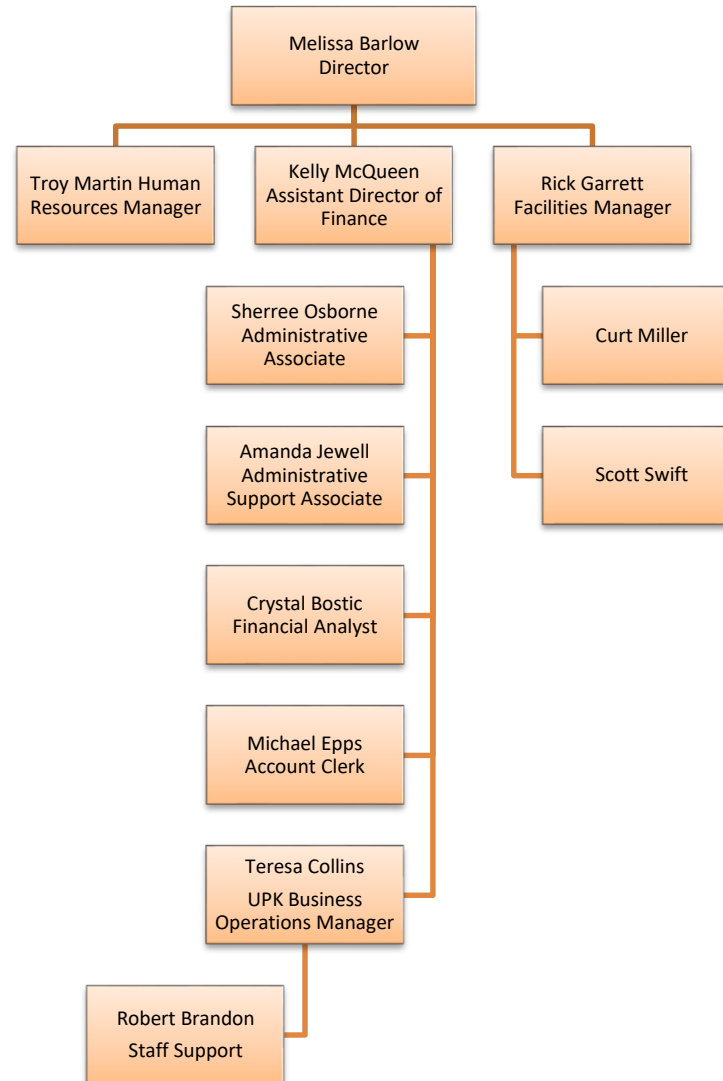 Melissa Barlow
Director
Troy Martin Human
Resources Manager
Kelly McQueen
Assistant Director of
Finance
Rick Garrett
Facilities Manager
Sherree Osborne
Administrative
Associate
Curt Miller
Amanda Jewell
Administrative
Support Associate
Scott Swift
Crystal Bostic
Financial Analyst
Michael Epps
Account Clerk
Teresa Collins
UPK Business
Operations Manager
Robert Brandon
Staff Support